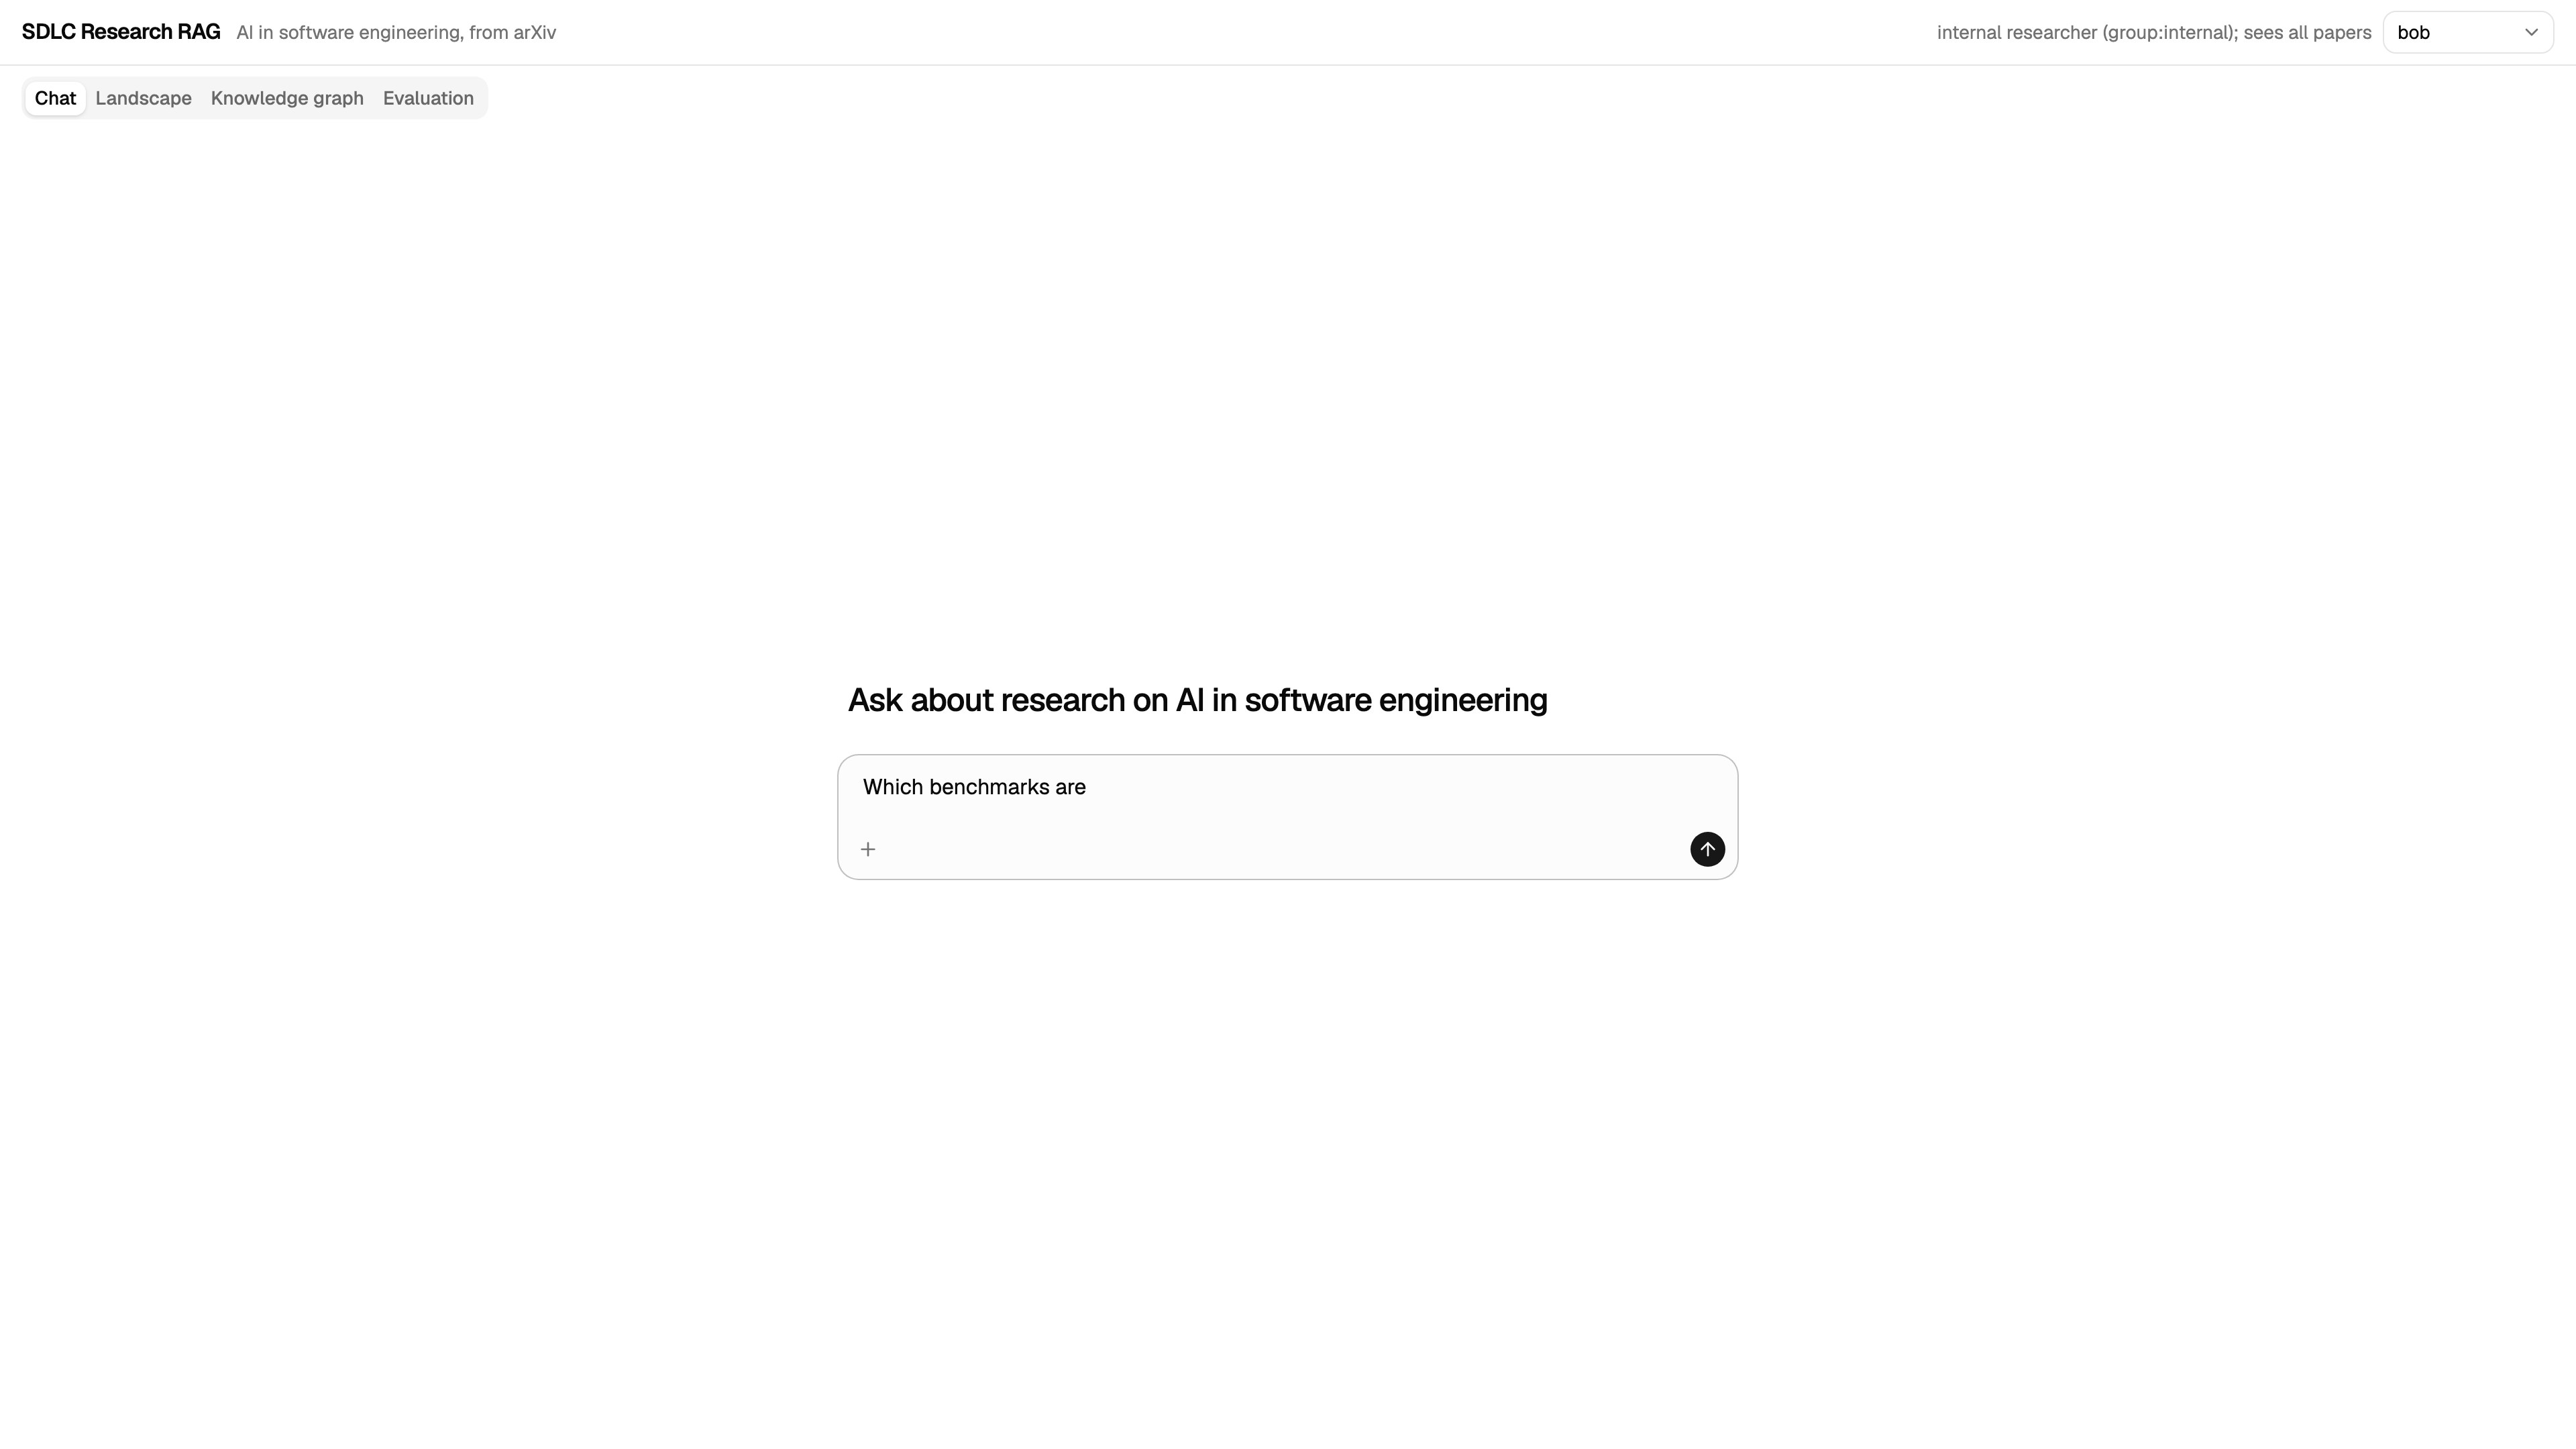 SDLC Research RAG AI in software engineering, from arXiv internal researcher (group:internal); sees all papers bob
Chat Landscape Knowledge graph Evaluation
Ask about research on AI in software engineering
Which benchmarks are